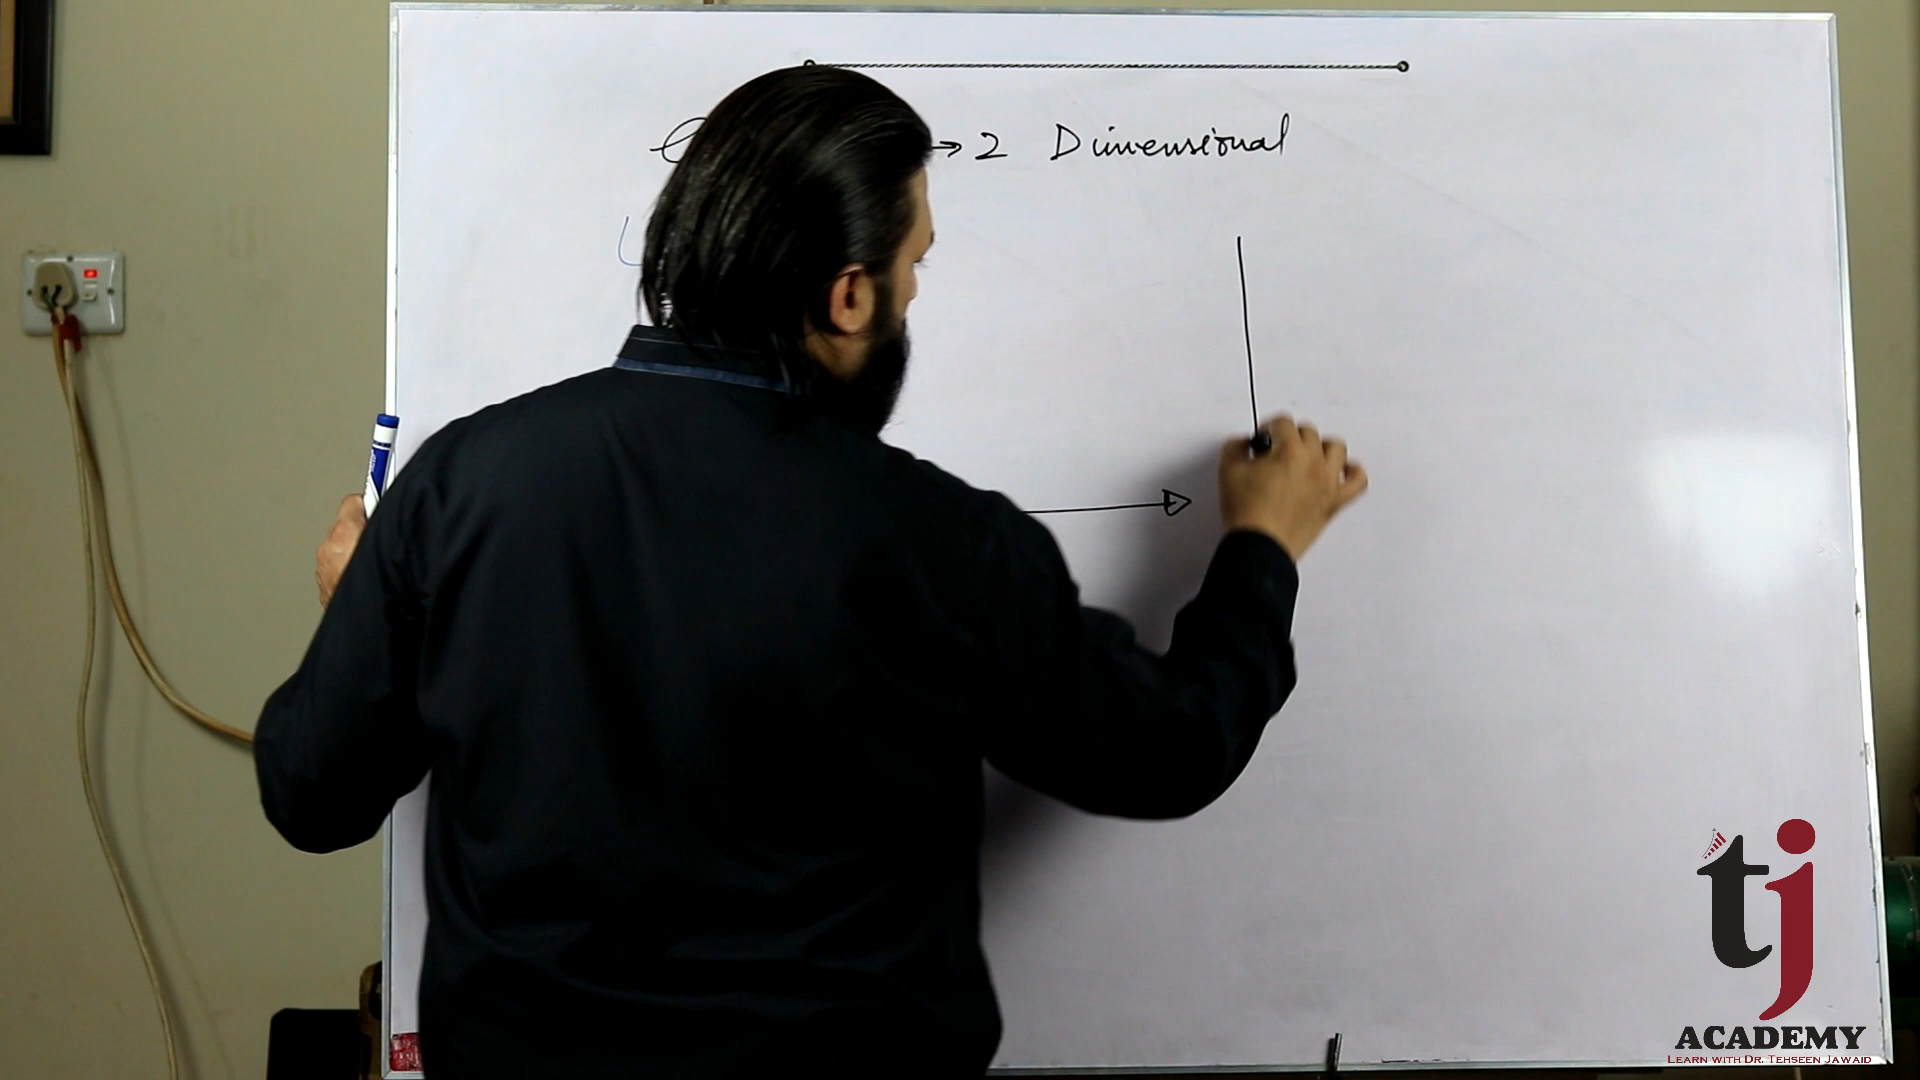 → 2 Dimensional
tj
ACADEMY
LEARN WITH DR. TEHSEEN JAWAID